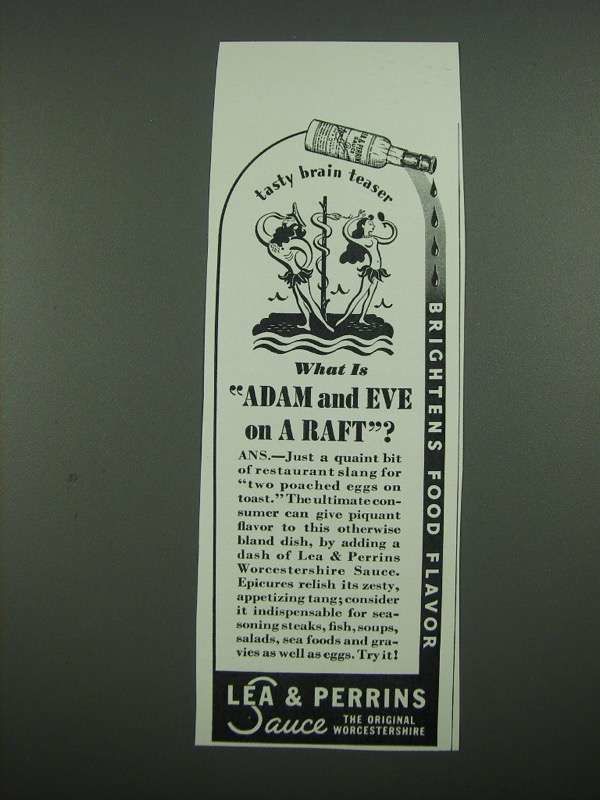 LEA & PERRINS
SAUCE
tasty brain teaser
What Is
“ADAM and EVE
on A RAFT”?
ANS.—Just a quaint bit
of restaurant slang for
“two poached eggs on
toast.” The ultimate con-
sumer can give piquant
flavor to this otherwise
bland dish, by adding a
dash of Lea & Perrins
Worcestershire Sauce.
Epicures relish its zesty,
appetizing tang; consider
it indispensable for sea-
soning steaks, fish, soups,
salads, sea foods and gra-
vies as well as eggs. Try it!
BRIGHTENS FOOD FLAVOR
LEA & PERRINS
Sauce THE ORIGINAL
WORCESTERSHIRE